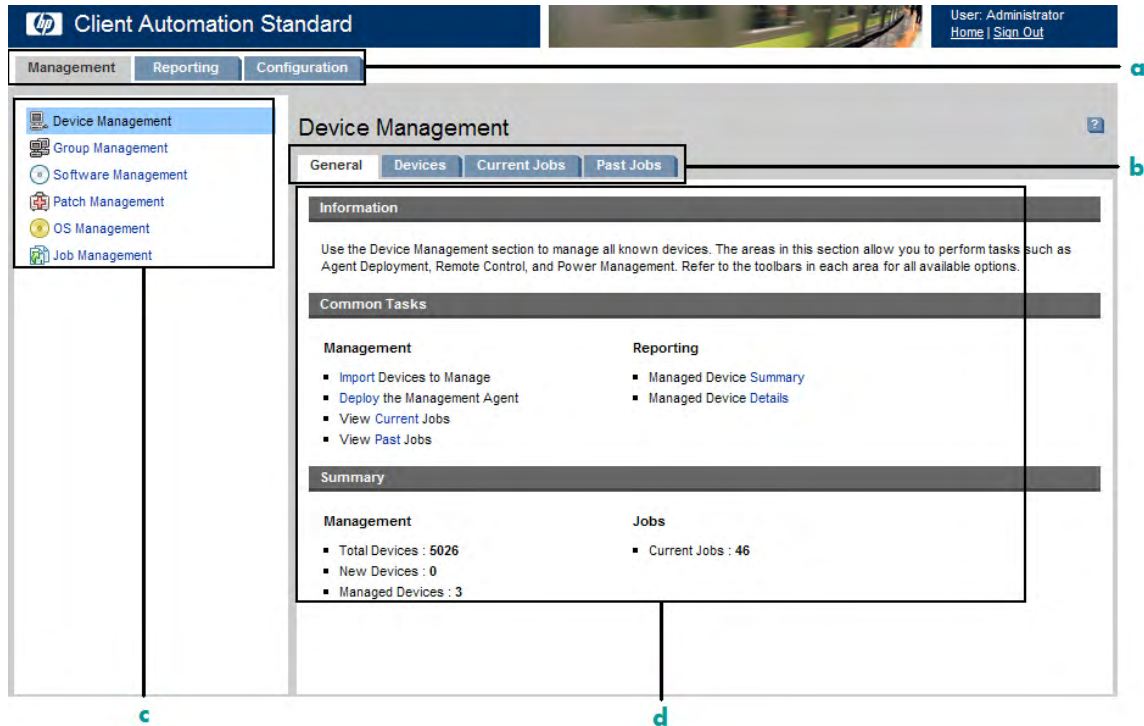 hp Client Automation Standard
User: Administrator
Home | Sign Out
Management Reporting Configuration
a
Device Management
Group Management
Software Management
Patch Management
OS Management
Job Management
Device Management
?
General Devices Current Jobs Past Jobs
b
Information
Use the Device Management section to manage all known devices. The areas in this section allow you to perform tasks such as
Agent Deployment, Remote Control, and Power Management. Refer to the toolbars in each area for all available options.
Common Tasks
Management
Import Devices to Manage
Deploy the Management Agent
View Current Jobs
View Past Jobs
Reporting
Managed Device Summary
Managed Device Details
Summary
Management
Total Devices : 5026
New Devices : 0
Managed Devices : 3
Jobs
Current Jobs : 46
c
d